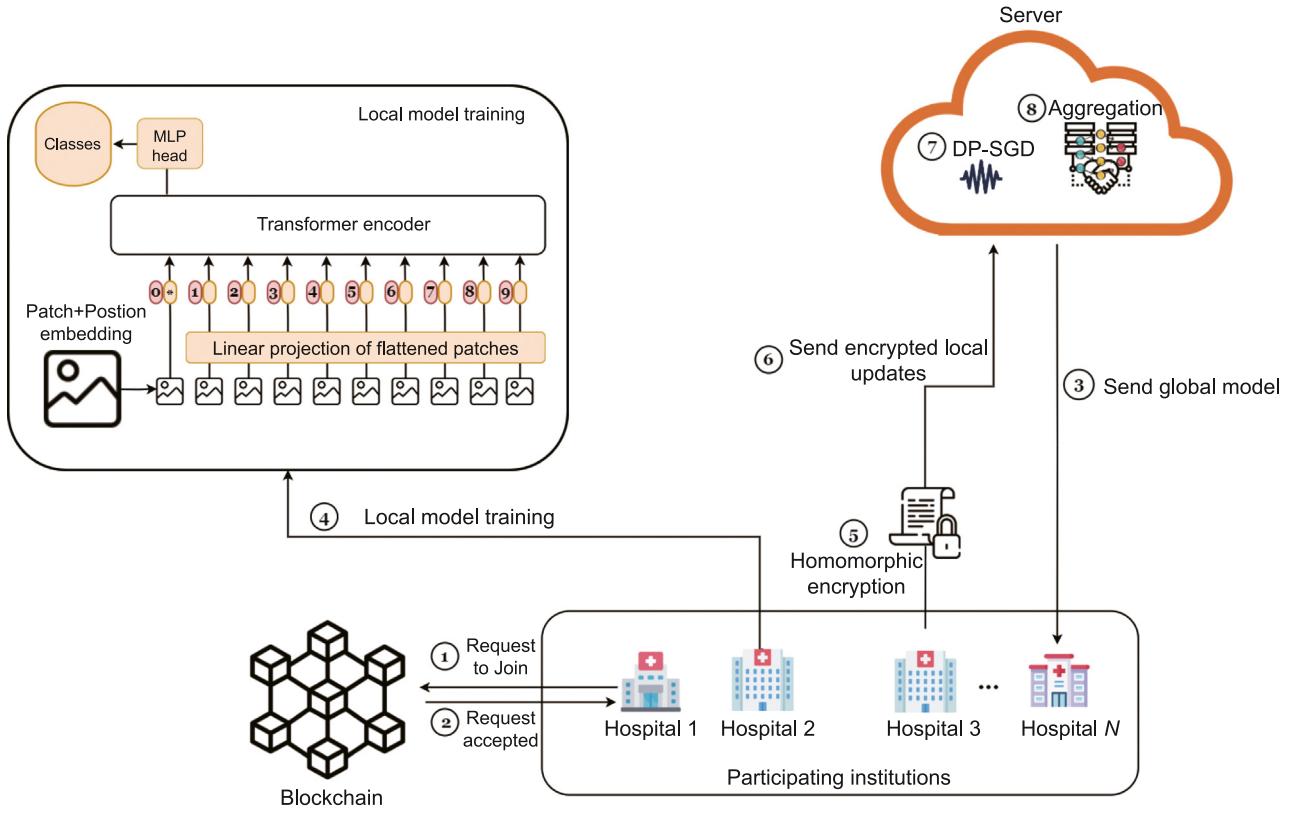 Server
8 Aggregation
7 DP-SGD
Local model training
Classes
MLP
head
Transformer encoder
0 * 1 2 3 4 5 6 7 8 9
Patch+Postion
embedding
Linear projection of flattened patches
6 Send encrypted local
updates
3 Send global model
4 Local model training
5
Homomorphic
encryption
1 Request
to Join
2 Request
accepted
Hospital 1
Hospital 2
Hospital 3
...
Hospital N
Participating institutions
Blockchain